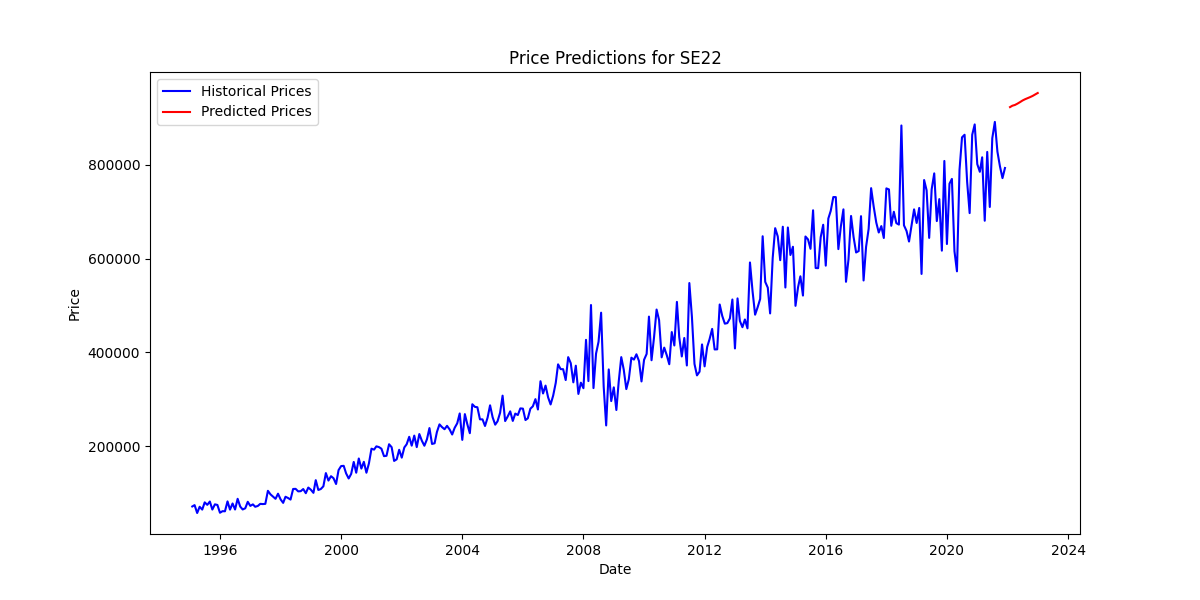 Price Predictions for SE22
Historical Prices
Predicted Prices
800000
600000
400000
200000
Price
1996 2000 2004 2008 2012 2016 2020 2024
Date